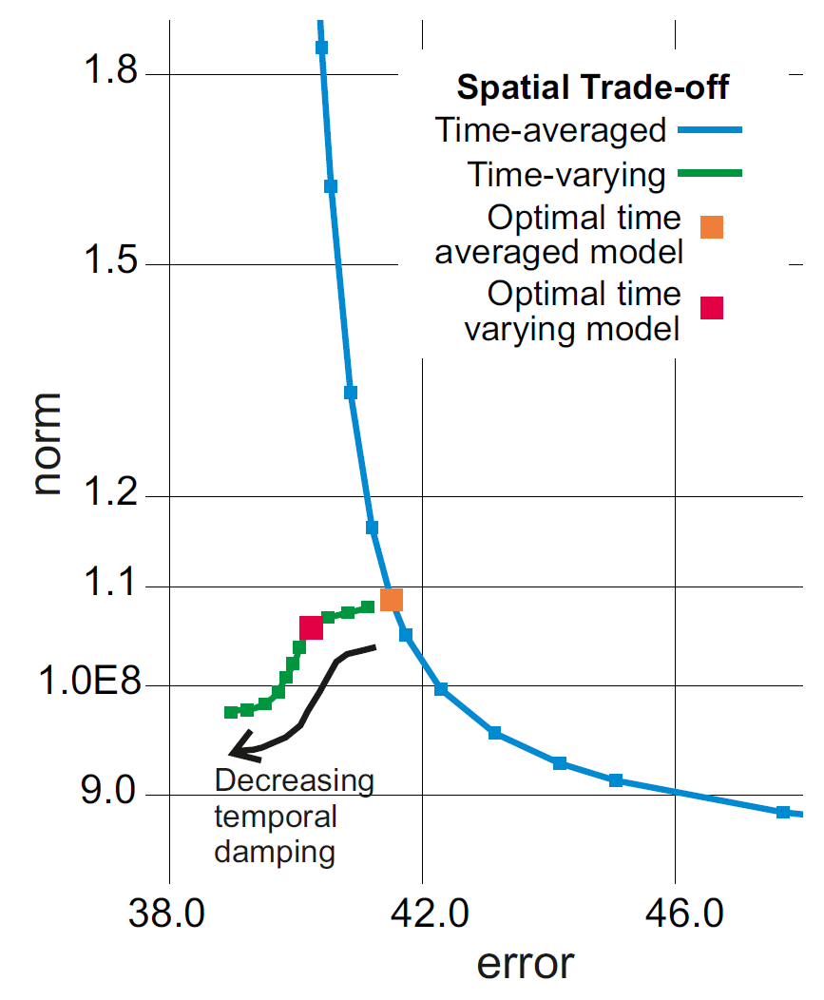 1.8
1.5
1.2
1.1
1.0E8
9.0
norm
Spatial Trade-off
Time-averaged
Time-varying
Optimal time
averaged model
Optimal time
varying model
Decreasing
temporal
damping
38.0
42.0
46.0
error